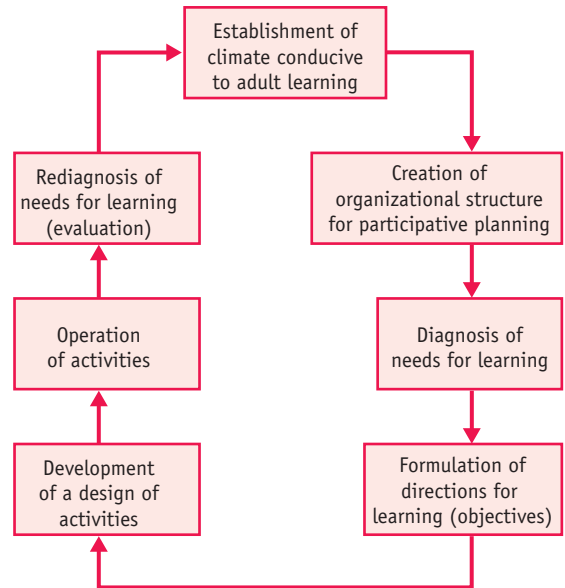 Establishment of
climate conducive
to adult learning
Creation of
organizational structure
for participative planning
Diagnosis of
needs for learning
Formulation of
directions for
learning (objectives)
Development
of a design of
activities
Operation
of activities
Rediagnosis of
needs for learning
(evaluation)